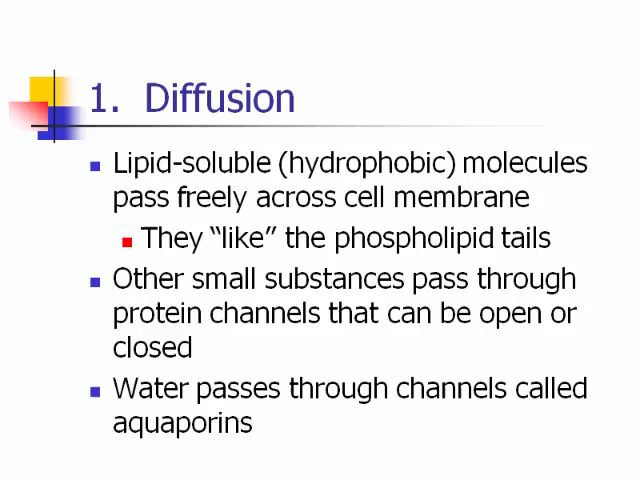 1. Diffusion
Lipid-soluble (hydrophobic) molecules
pass freely across cell membrane
They “like” the phospholipid tails
Other small substances pass through
protein channels that can be open or
closed
Water passes through channels called
aquaporins